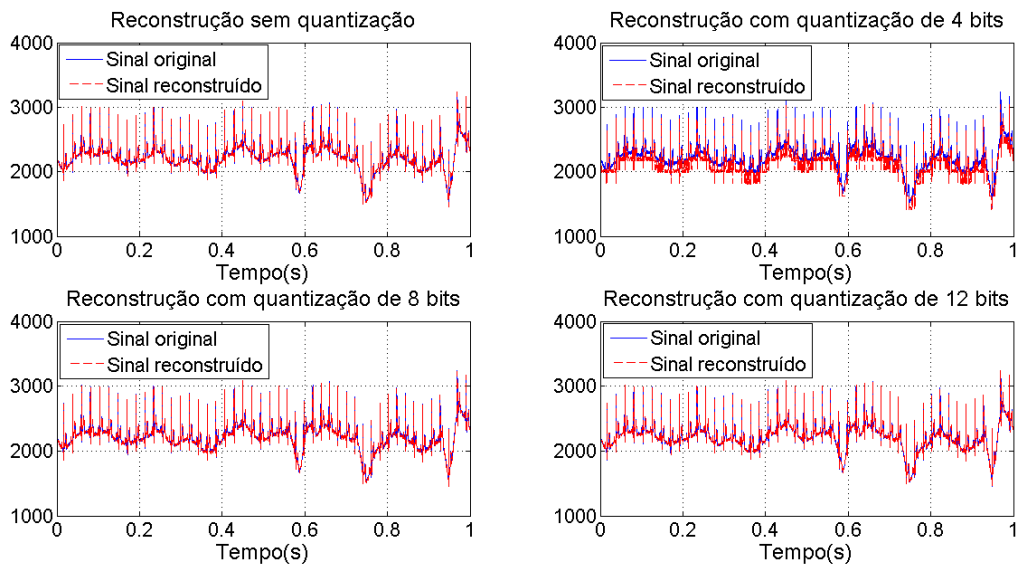 Reconstrução sem quantização
4000
3000
2000
1000
0
0.2
0.4
0.6
0.8
1
Tempo(s)
Sinal original
Sinal reconstruído
Reconstrução com quantização de 4 bits
4000
3000
2000
1000
0
0.2
0.4
0.6
0.8
1
Tempo(s)
Sinal original
Sinal reconstruído
Reconstrução com quantização de 8 bits
4000
3000
2000
1000
0
0.2
0.4
0.6
0.8
1
Tempo(s)
Sinal original
Sinal reconstruído
Reconstrução com quantização de 12 bits
4000
3000
2000
1000
0
0.2
0.4
0.6
0.8
1
Tempo(s)
Sinal original
Sinal reconstruído